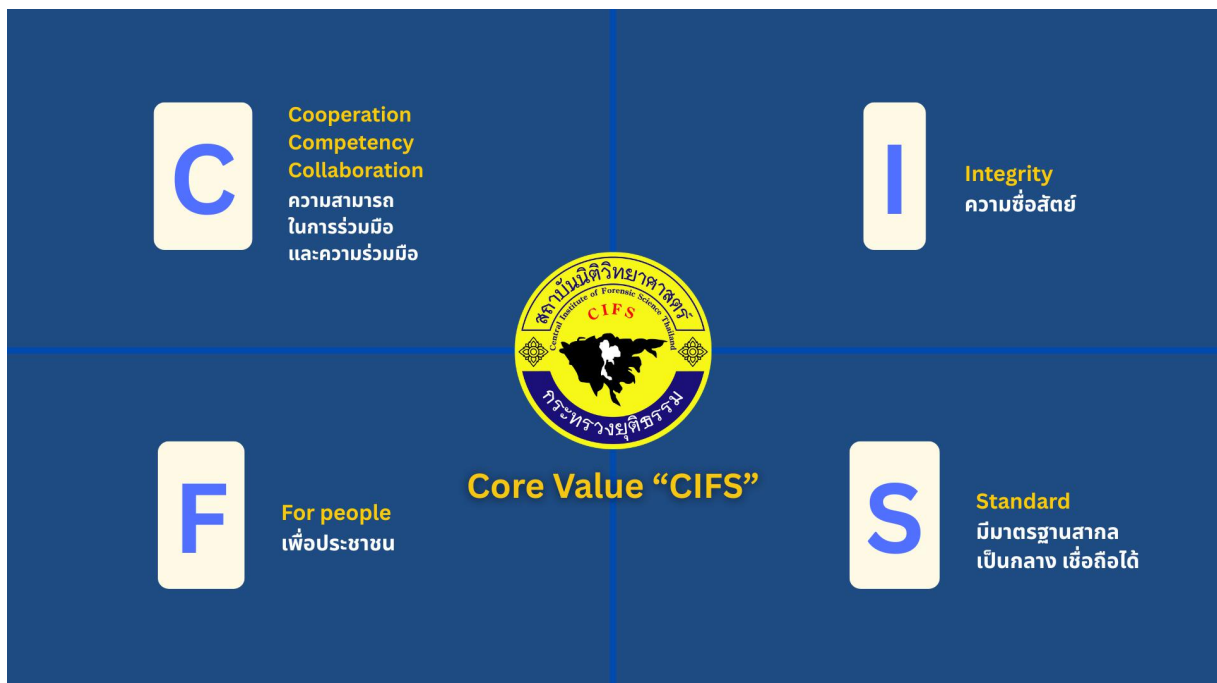 C
Cooperation
Competency
Collaboration
ความสามารถ
ในการร่วมมือ
และความร่วมมือ
I
Integrity
ความซื่อสัตย์
สถาบันนิติวิทยาศาสตร์
Central Institute of Forensic Science Thailand
CIFS
กระทรวงยุติธรรม
Core Value “CIFS”
F
For people
เพื่อประชาชน
S
Standard
มีมาตรฐานสากล
เป็นกลาง เชื่อถือได้